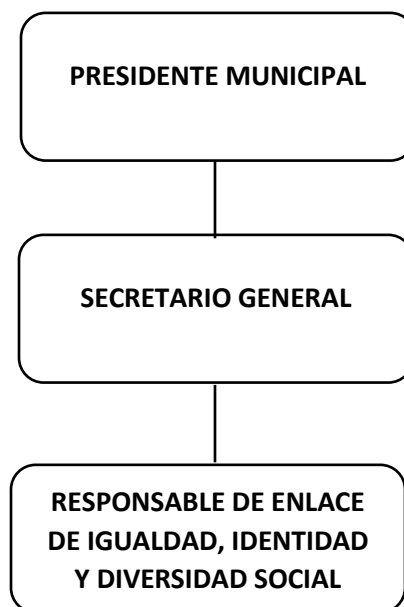 PRESIDENTE MUNICIPAL
SECRETARIO GENERAL
RESPONSABLE DE ENLACE
DE IGUALDAD, IDENTIDAD
Y DIVERSIDAD SOCIAL